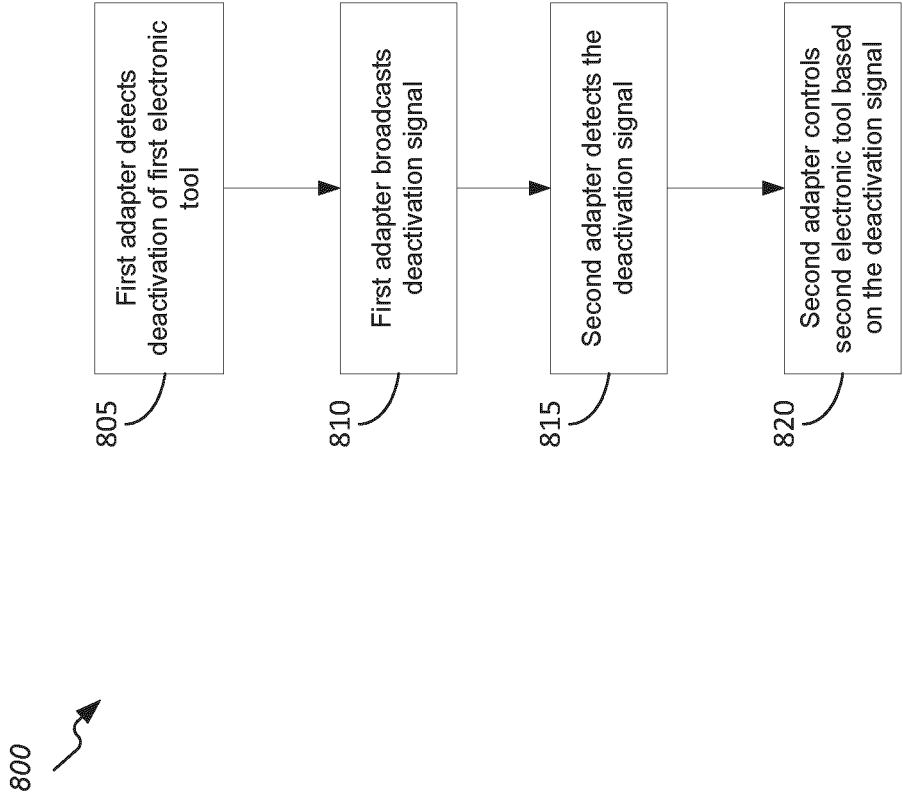 800
805
First adapter detects
deactivation of first electronic
tool
810
First adapter broadcasts
deactivation signal
815
Second adapter detects the
deactivation signal
820
Second adapter controls
second electronic tool based
on the deactivation signal